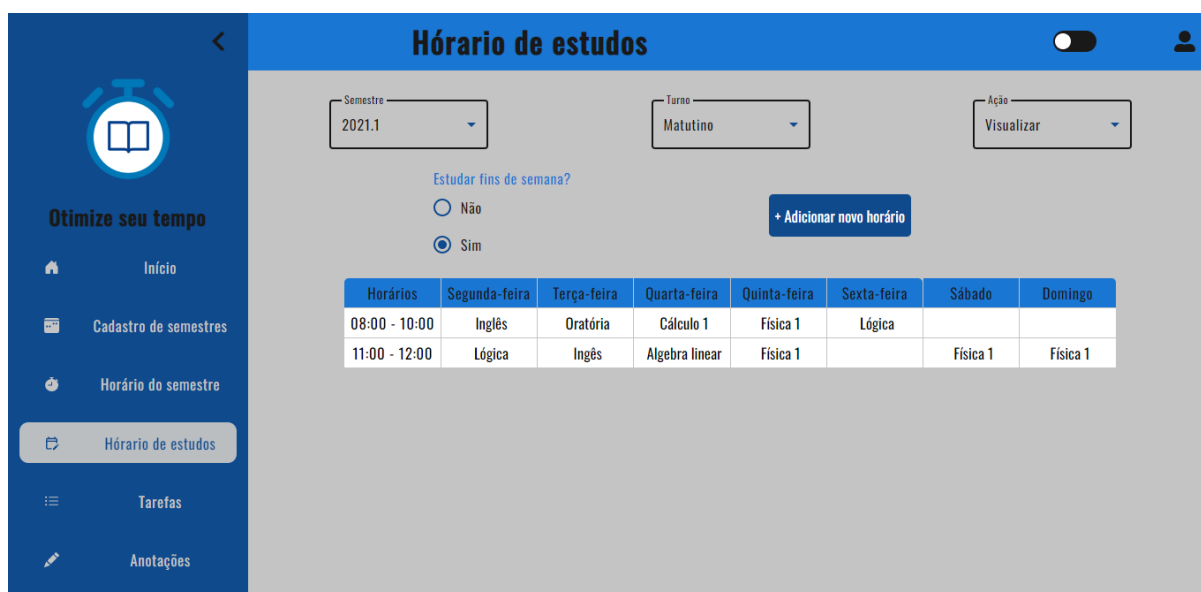 Hórario de estudos
Otimize seu tempo
Início
Cadastro de semestres
Horário do semestre
Hórario de estudos
Tarefas
Anotações
Semestre
2021.1
Turno
Matutino
Ação
Visualizar
Estudar fins de semana?
Não
Sim
+ Adicionar novo horário
Horários Segunda-feira Terça-feira Quarta-feira Quinta-feira Sexta-feira Sábado Domingo
08:00 - 10:00 Inglês Oratória Cálculo 1 Física 1 Lógica
11:00 - 12:00 Lógica Ingês Algebra linear Física 1 Física 1 Física 1